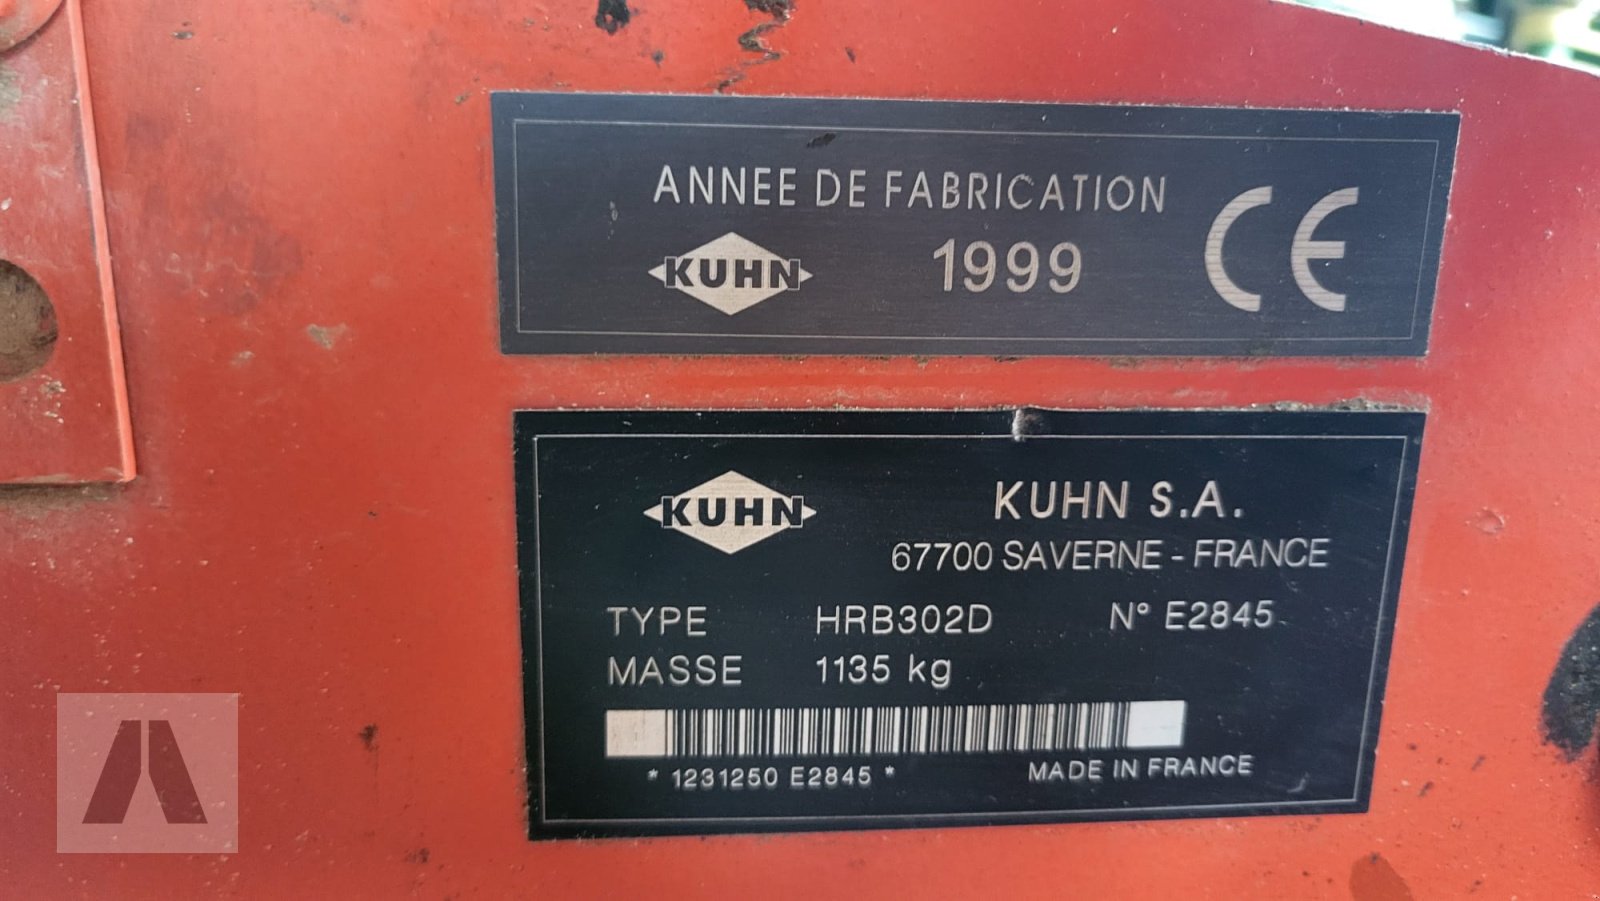 ANNEE DE FABRICATION
KUHN 1999 CE
KUHN KUHN S.A.
67700 SAVERNE - FRANCE
TYPE HRB302D N° E2845
MASSE 1135 kg
* 1231250 E2845 * MADE IN FRANCE